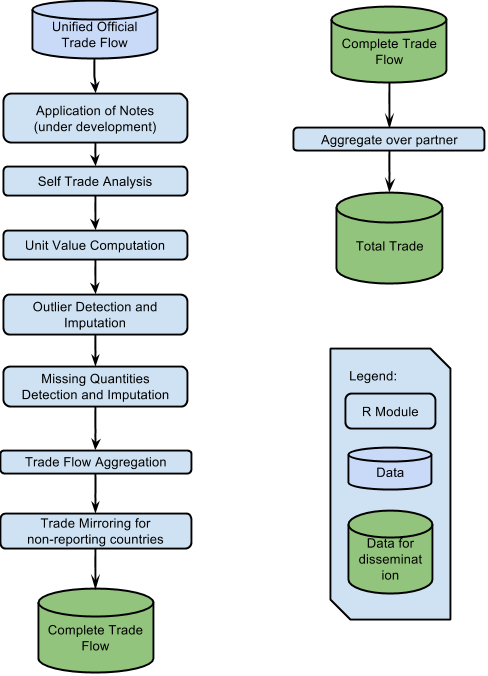 Unified Official
Trade Flow
Application of Notes
(under development)
Self Trade Analysis
Unit Value Computation
Outlier Detection and
Imputation
Missing Quantities
Detection and Imputation
Trade Flow Aggregation
Trade Mirroring for
non-reporting countries
Complete Trade
Flow
Complete Trade
Flow
Aggregate over partner
Total Trade
Legend:
R Module
Data
Data for
disseminat
ion